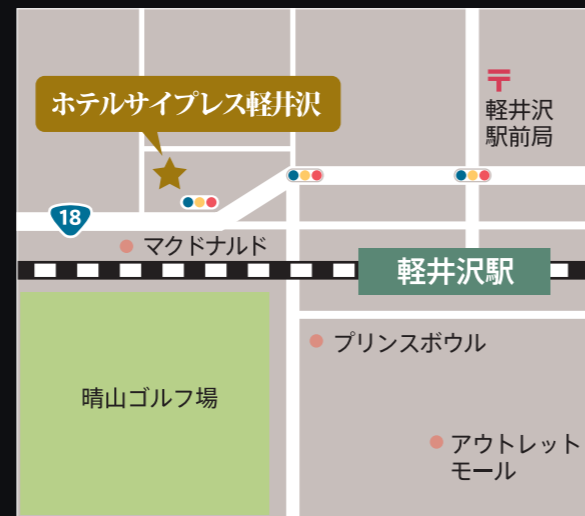 ホテルサイプレス軽井沢
〒
軽井沢
駅前局
18
マクドナルド
軽井沢駅
プリンスボウル
晴山ゴルフ場
アウトレット
モール